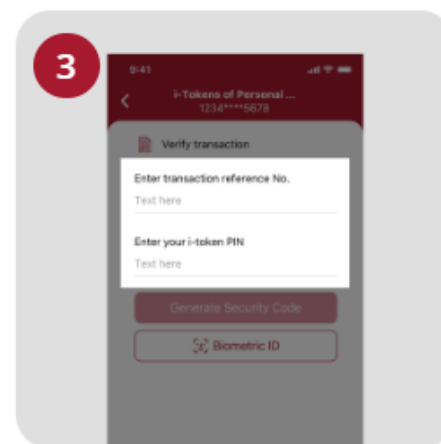 3
9:41
i-Tokens of Personal ...
1234****5678
Verify transaction
Enter transaction reference No.
Text here
Enter your i-token PIN
Text here
Generate Security Code
Biometric ID